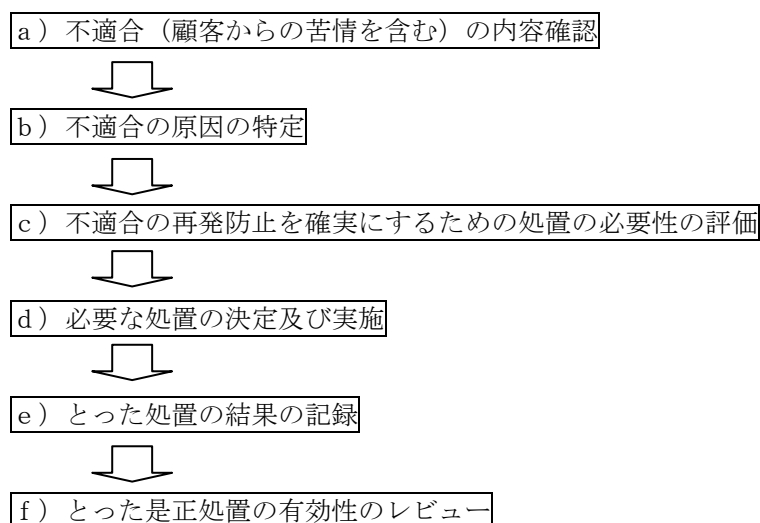 a）不適合（顧客からの苦情を含む）の内容確認
b）不適合の原因の特定
c）不適合の再発防止を確実にするための処置の必要性の評価
d）必要な処置の決定及び実施
e）とった処置の結果の記録
f）とった是正処置の有効性のレビュー